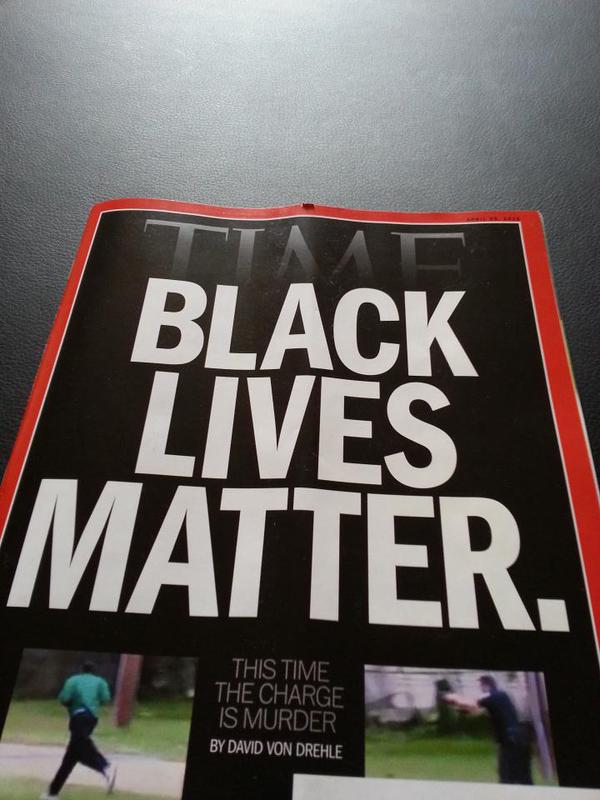 TIME
BLACK
LIVES
MATTER.
THIS TIME
THE CHARGE
IS MURDER
BY DAVID VON DREHLE